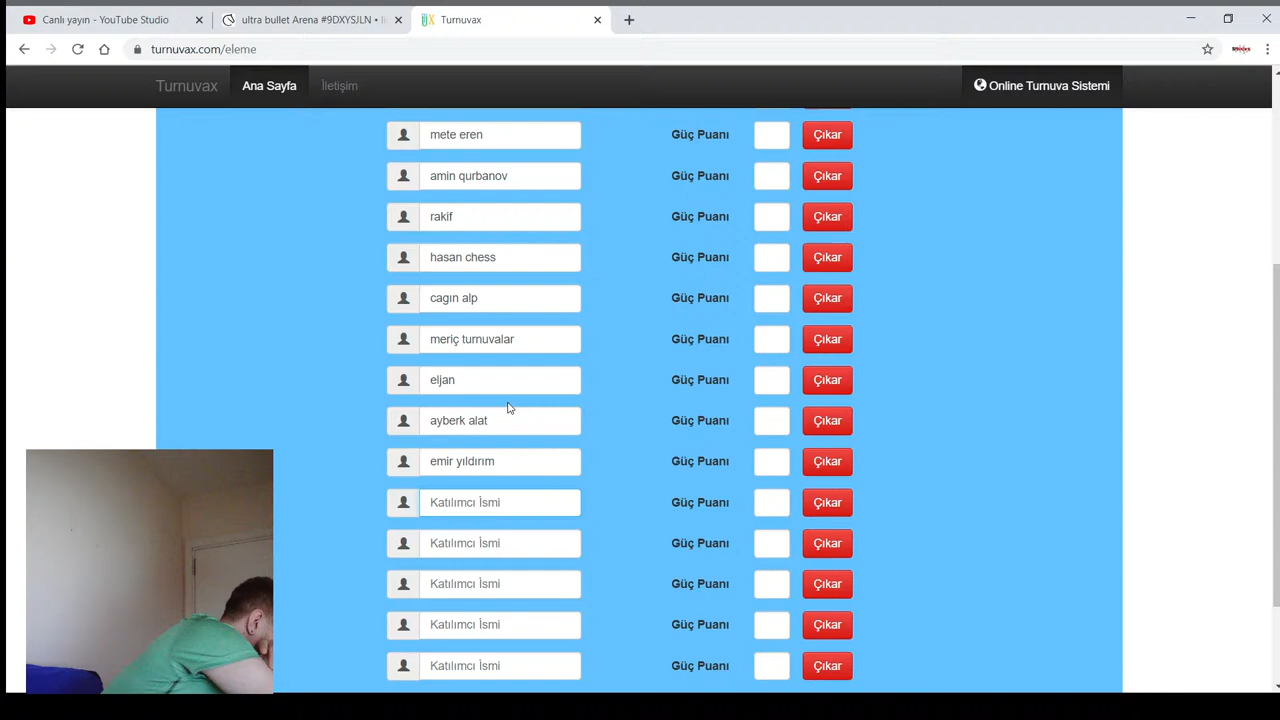 Canlı yayın - YouTube Studio
ultra bullet Arena #9DXYSJLN • li
Turnuvax
turnuvax.com/eleme
Turnuvax Ana Sayfa İletişim Online Turnuva Sistemi
mete eren Güç Puanı Çıkar
amin qurbanov Güç Puanı Çıkar
rakif Güç Puanı Çıkar
hasan chess Güç Puanı Çıkar
cagın alp Güç Puanı Çıkar
meriç turnuvalar Güç Puanı Çıkar
eljan Güç Puanı Çıkar
ayberk alat Güç Puanı Çıkar
emir yıldırım Güç Puanı Çıkar
Katılımcı İsmi Güç Puanı Çıkar
Katılımcı İsmi Güç Puanı Çıkar
Katılımcı İsmi Güç Puanı Çıkar
Katılımcı İsmi Güç Puanı Çıkar
Katılımcı İsmi Güç Puanı Çıkar